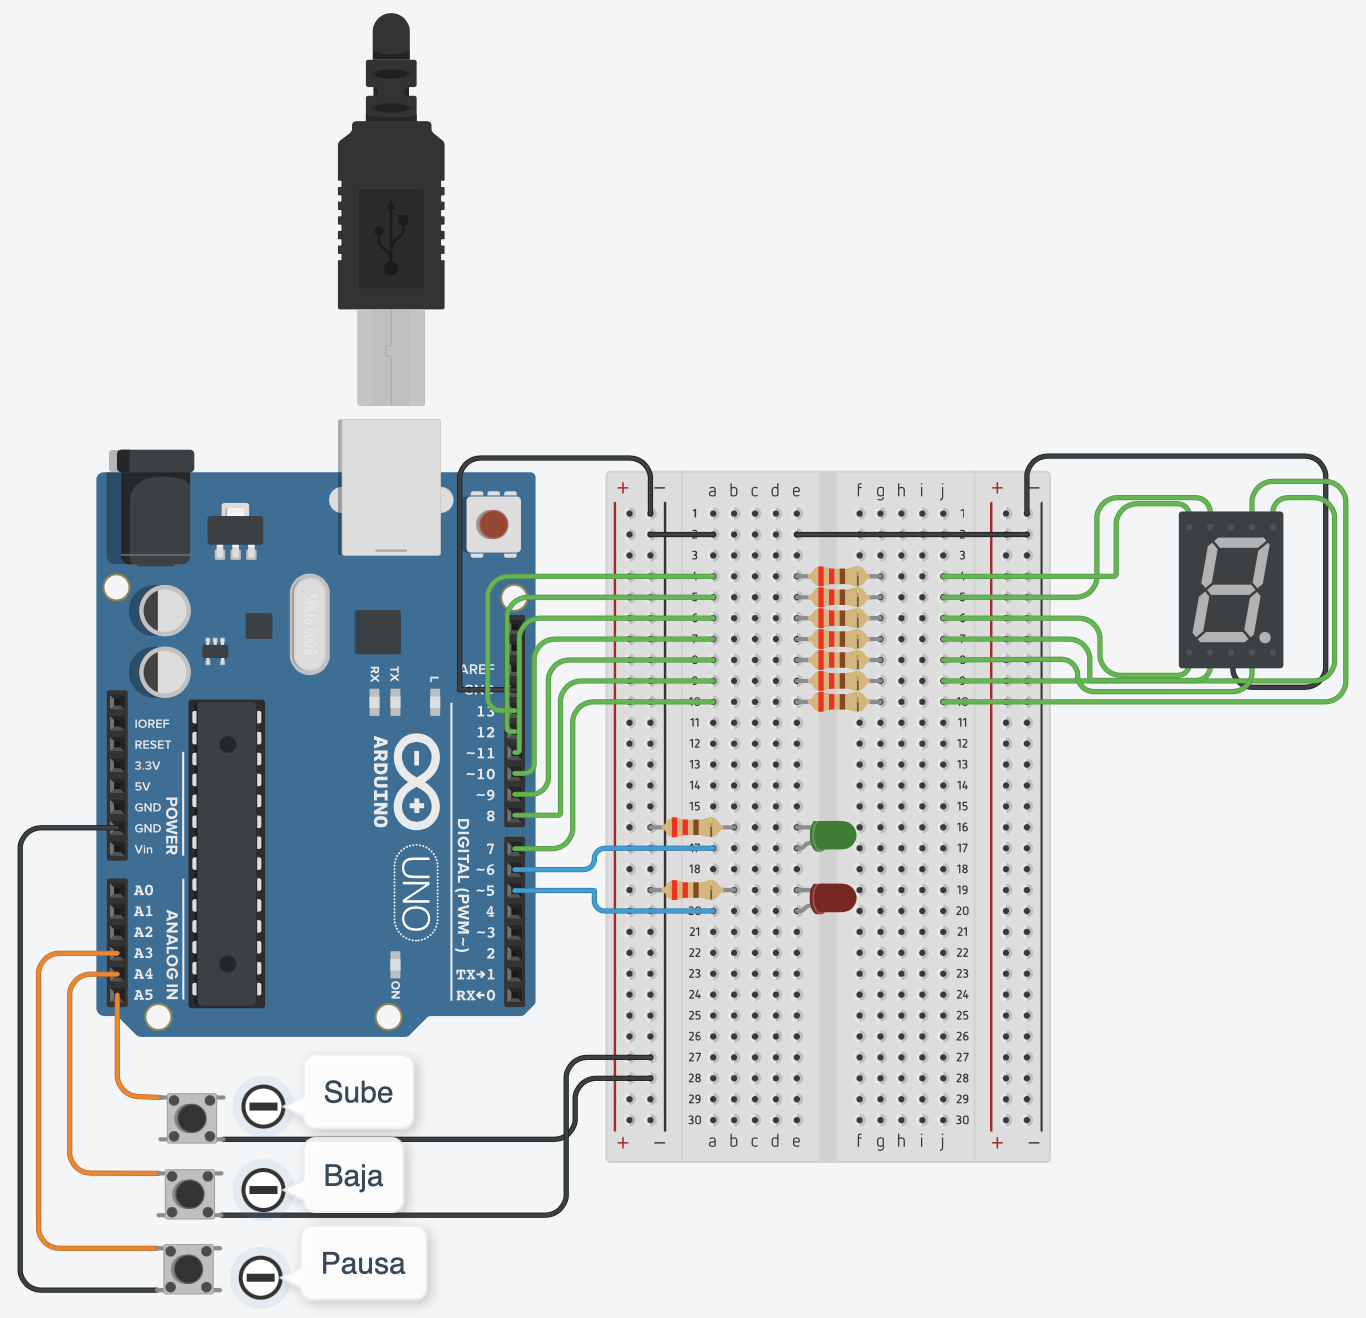 + − a b c d e f g h i j + −
1 1
2
3 3
4
5 5
6 6
7
8
9
10 10
11 11
12 12
13 13
14 14
15 15
16 16
17 17
18 18
19 19
20 20
21 21
22 22
23 23
24 24
25 25
26 26
27 27
28 28
29 29
30 30
+ − a b c d e f g h i j + −
SPK16.000G
RX
TX
L
AREF
GND
13
12
~11
~10
~9
8
7
~6
~5
4
~3
2
TX→1
RX←0
DIGITAL (PWM~)
ARDUINO
UNO
ON
IOREF
RESET
3.3V
5V
GND
GND
Vin
POWER
A0
A1
A2
A3
A4
A5
ANALOG IN
Sube
Baja
Pausa